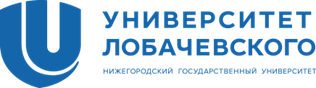 УНИВЕРСИТЕТ
ЛОБАЧЕВСКОГО
НИЖЕГОРОДСКИЙ ГОСУДАРСТВЕННЫЙ УНИВЕРСИТЕТ